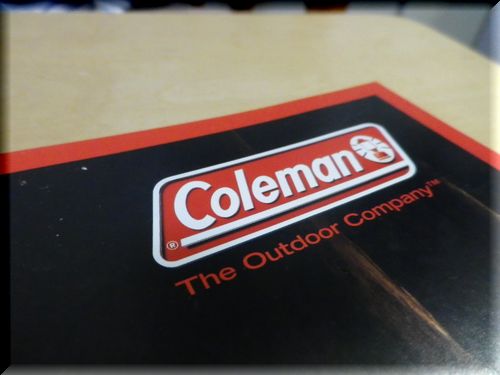 Coleman
®
The Outdoor Company™